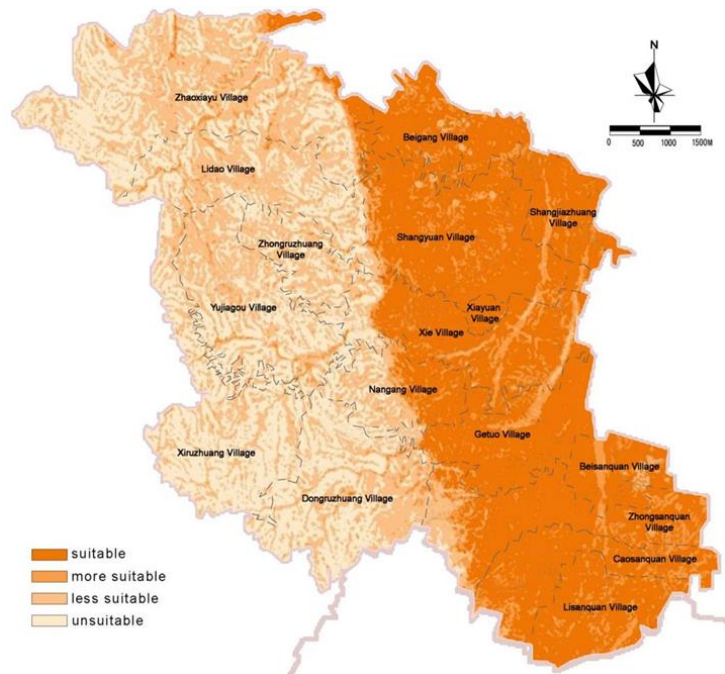 N
0 500 1000 1500M
Zhaoxiayu Village
Beigang Village
Lidao Village
Shangjiazhuang
Village
Shangyuan Village
Zhongruzhuang
Village
Yujiagou Village
Xiayuan
Village
Xie Village
Nangang Village
Getuo Village
Xiruzhuang Village
Beisanquan Village
Dongruzhuang Village
Zhongsanquan
Village
Caosanquan Village
Lisanquan Village
suitable
more suitable
less suitable
unsuitable